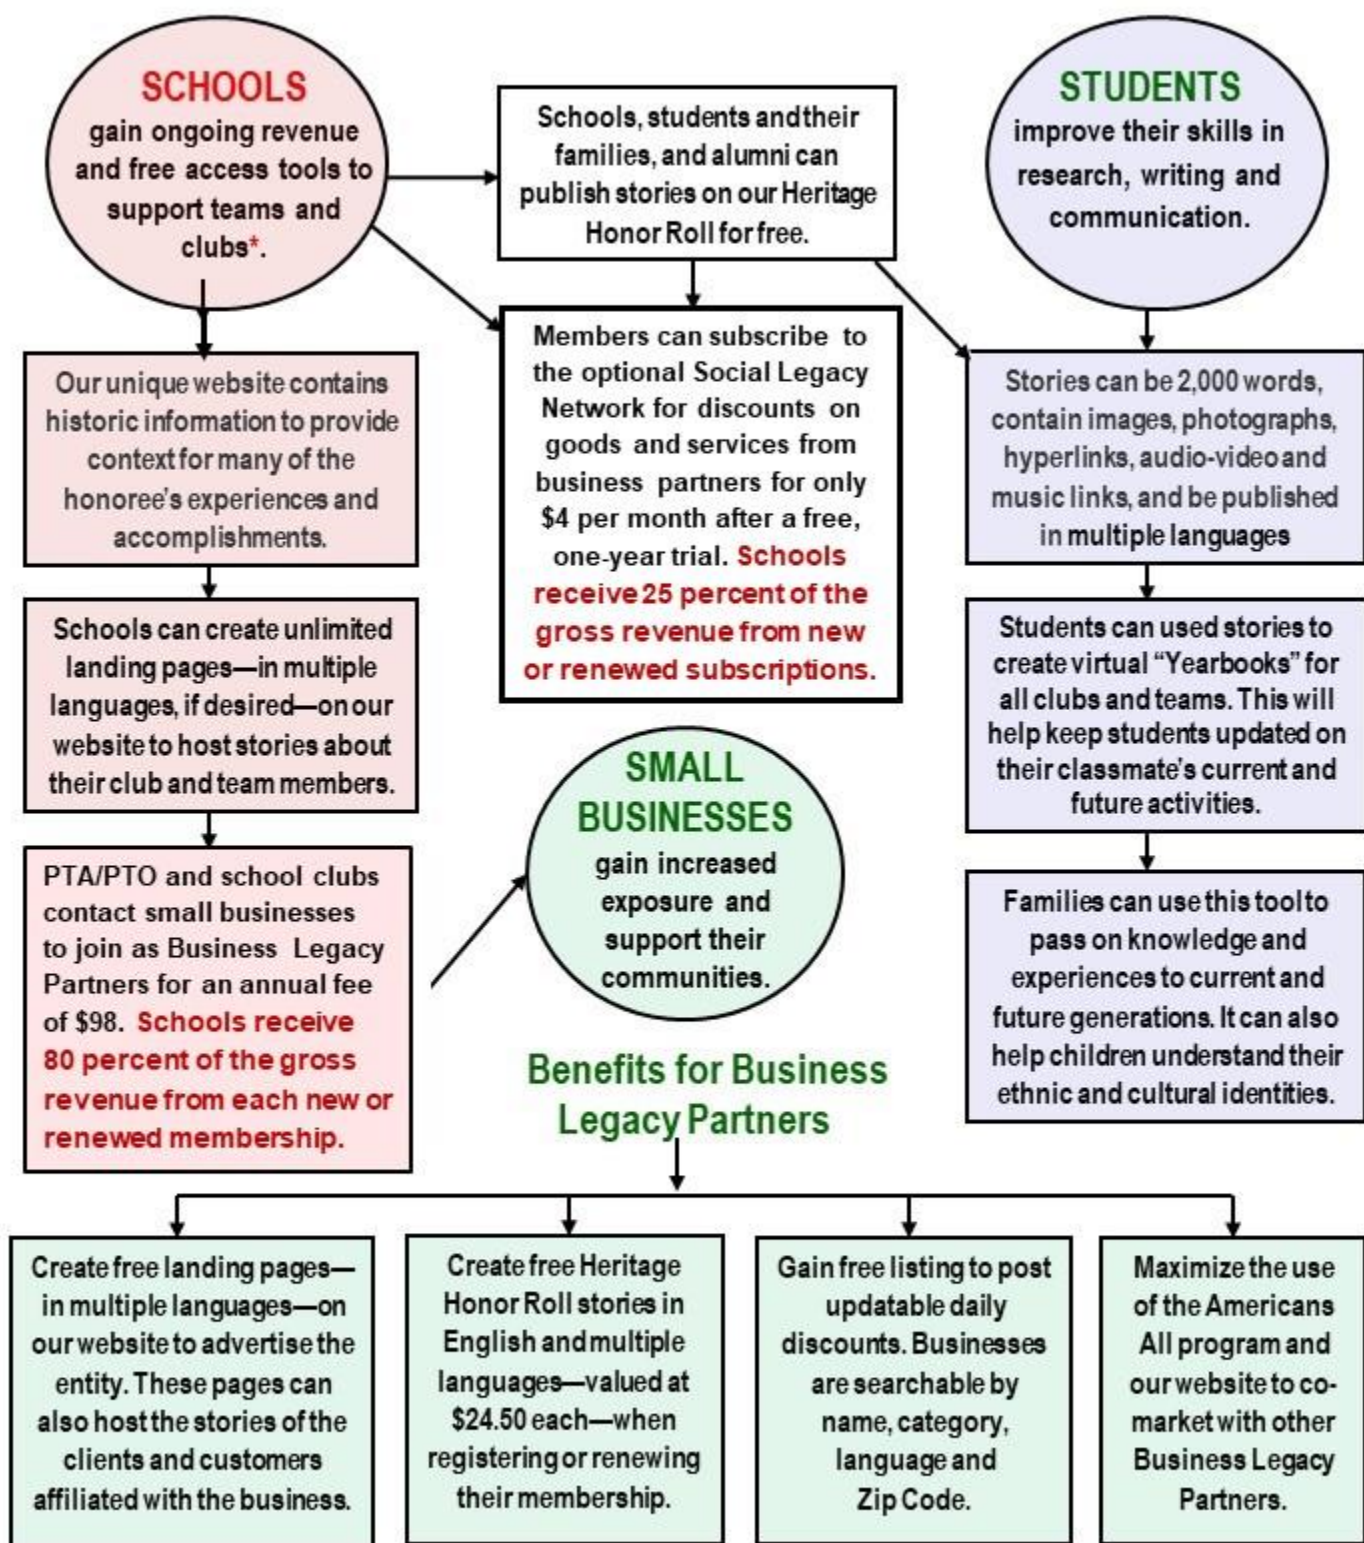 SCHOOLS
gain ongoing revenue
and free access tools to
support teams and
clubs*.
Schools, students and their
families, and alumni can
publish stories on our Heritage
Honor Roll for free.
STUDENTS
improve their skills in
research, writing and
communication.
Our unique website contains
historic information to provide
context for many of the
honoree's experiences and
accomplishments.
Members can subscribe to
the optional Social Legacy
Network for discounts on
goods and services from
business partners for only
$4 per month after a free,
one-year trial. Schools
receive 25 percent of the
gross revenue from new
or renewed subscriptions.
Stories can be 2,000 words,
contain images, photographs,
hyperlinks, audio-video and
music links, and be published
in multiple languages
Schools can create unlimited
landing pages—in multiple
languages, if desired—on our
website to host stories about
their club and team members.
Students can used stories to
create virtual “Yearbooks” for
all clubs and teams. This will
help keep students updated on
their classmate's current and
future activities.
PTA/PTO and school clubs
contact small businesses
to join as Business Legacy
Partners for an annual fee
of $98. Schools receive
80 percent of the gross
revenue from each new or
renewed membership.
SMALL
BUSINESSES
gain increased
exposure and
support their
communities.
Families can use this tool to
pass on knowledge and
experiences to current and
future generations. It can also
help children understand their
ethnic and cultural identities.
Benefits for Business
Legacy Partners
Create free landing pages—
in multiple languages—on
our website to advertise the
entity. These pages can
also host the stories of the
clients and customers
affiliated with the business.
Create free Heritage
Honor Roll stories in
English and multiple
languages—valued at
$24.50 each—when
registering or renewing
their membership.
Gain free listing to post
updatable daily
discounts. Businesses
are searchable by
name, category,
language and
Zip Code.
Maximize the use
of the Americans
All program and
our website to co-
market with other
Business Legacy
Partners.